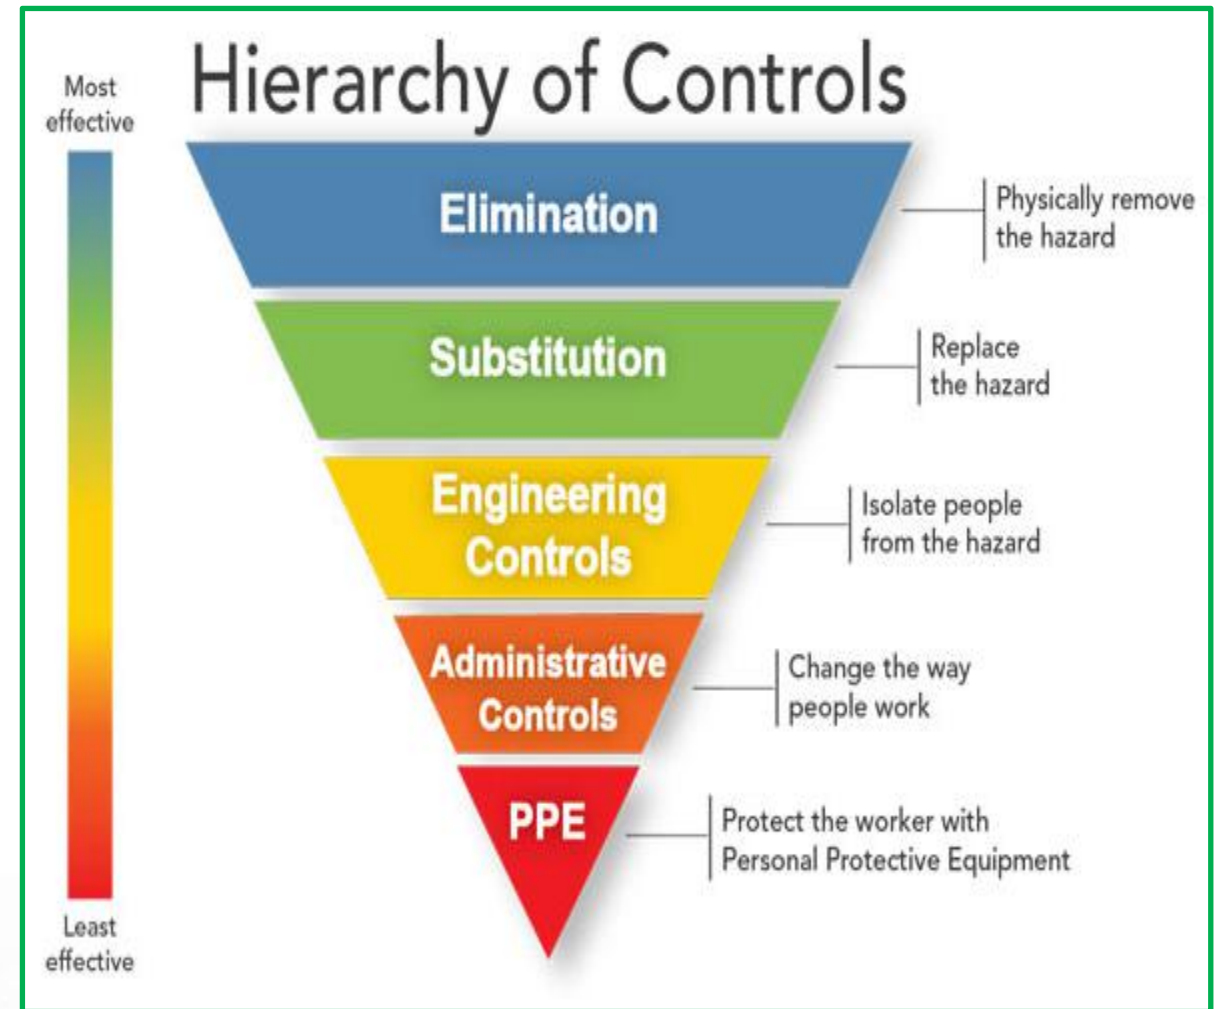 Hierarchy of Controls
Most
effective
Elimination
Physically remove
the hazard
Substitution
Replace
the hazard
Engineering
Controls
Isolate people
from the hazard
Administrative
Controls
Change the way
people work
PPE
Protect the worker with
Personal Protective Equipment
Least
effective